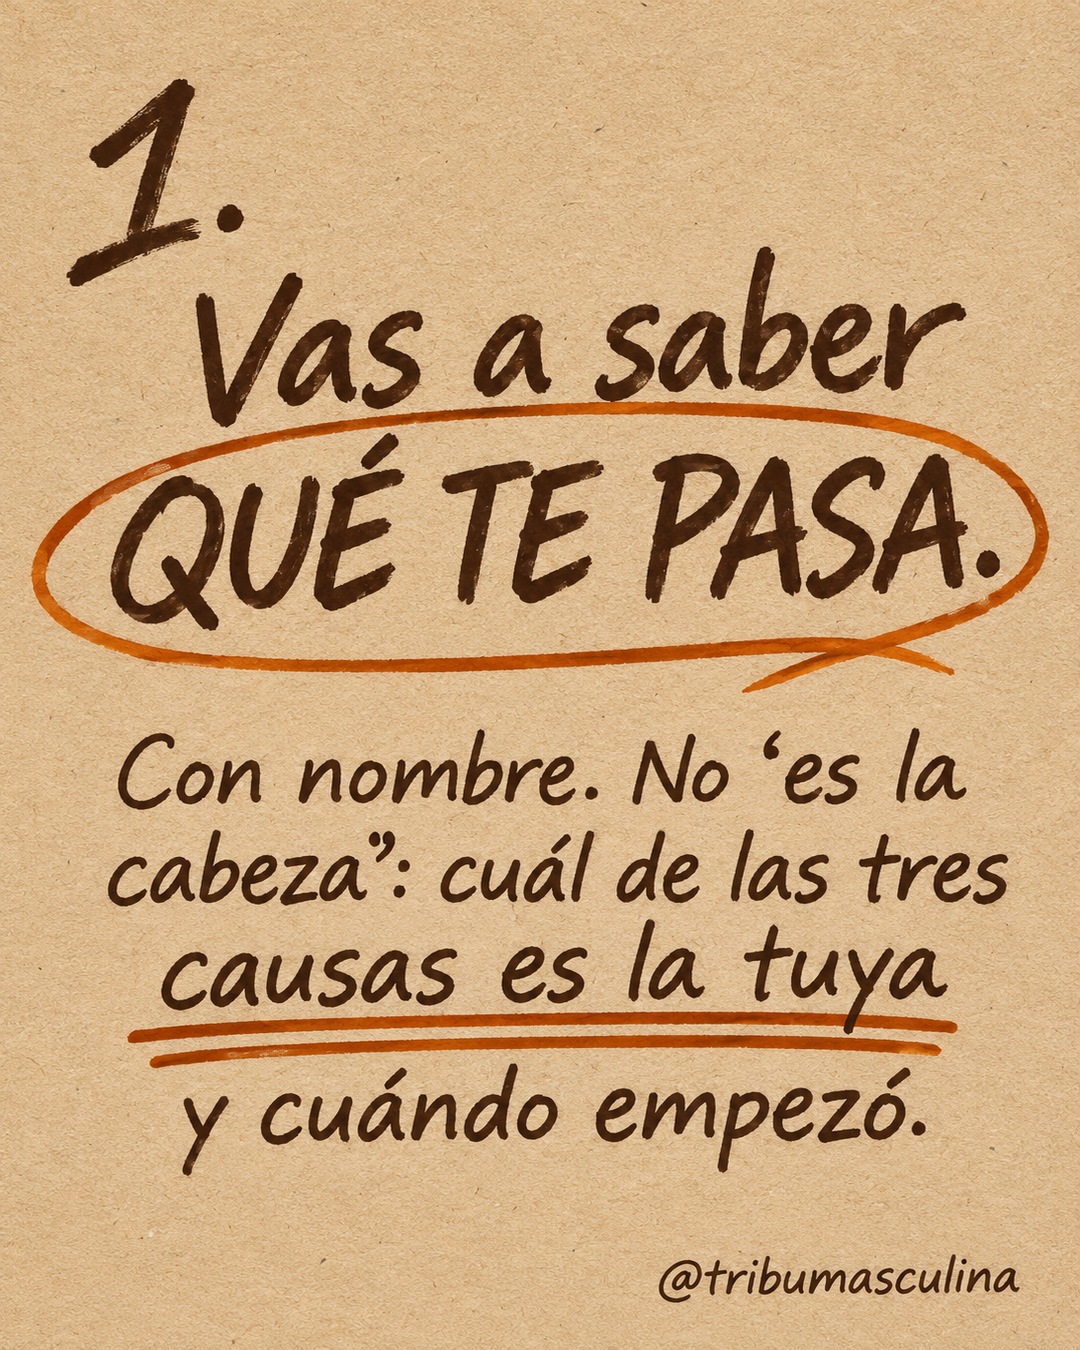 1.
Vas a saber
QUÉ TE PASA.
Con nombre. No ‘es la
cabeza”: cuál de las tres
causas es la tuya
y cuándo empezó.
@tribumasculina